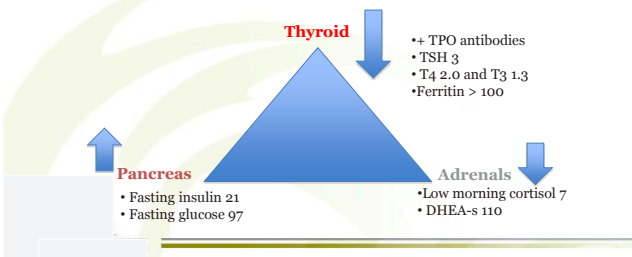 Thyroid
•+ TPO antibodies
• TSH 3
• T4 2.0 and T3 1.3
•Ferritin > 100
Pancreas
• Fasting insulin 21
• Fasting glucose 97
Adrenals
•Low morning cortisol 7
• DHEA-s 110